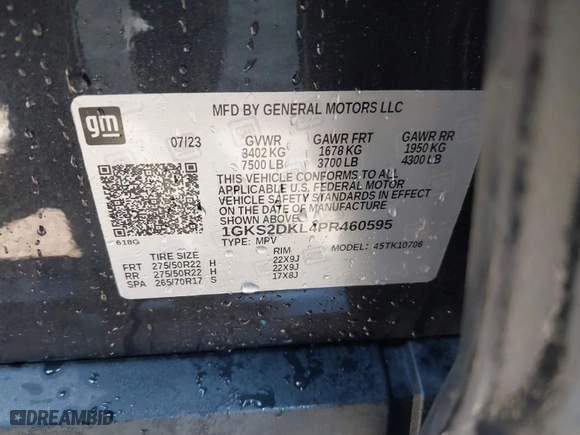 gm
MFD BY GENERAL MOTORS LLC
07/23
GVWR GAWR FRT GAWR RR
3402 KG 1678 KG 1950 KG
7500 LB 3700 LB 4300 LB
THIS VEHICLE CONFORMS TO ALL
APPLICABLE U.S. FEDERAL MOTOR
VEHICLE SAFETY STANDARDS IN EFFECT
ON THE DATE OF MANUFACTURE
SHOWN ABOVE
1GKS2DKL4PR460595
618G
TYPE: MPV MODEL: 45TK10706
TIRE SIZE RIM
FRT 275/50R22 H 22X9J
RR 275/50R22 H 22X9J
SPA 265/70R17 S 17X8J
DREAMBID